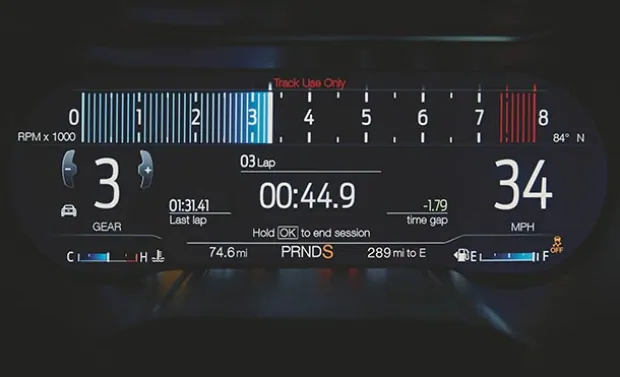 Track Use Only
0 1 2 3 4 5 6 7 8
RPM x 1000
84° N
- 3 +
GEAR
03 Lap
00:44.9
01:31.41
Last lap
-1.79
time gap
34
MPH
Hold OK to end session
C H
74.6 mi
PRNDS
289 mi to E
E F
OFF